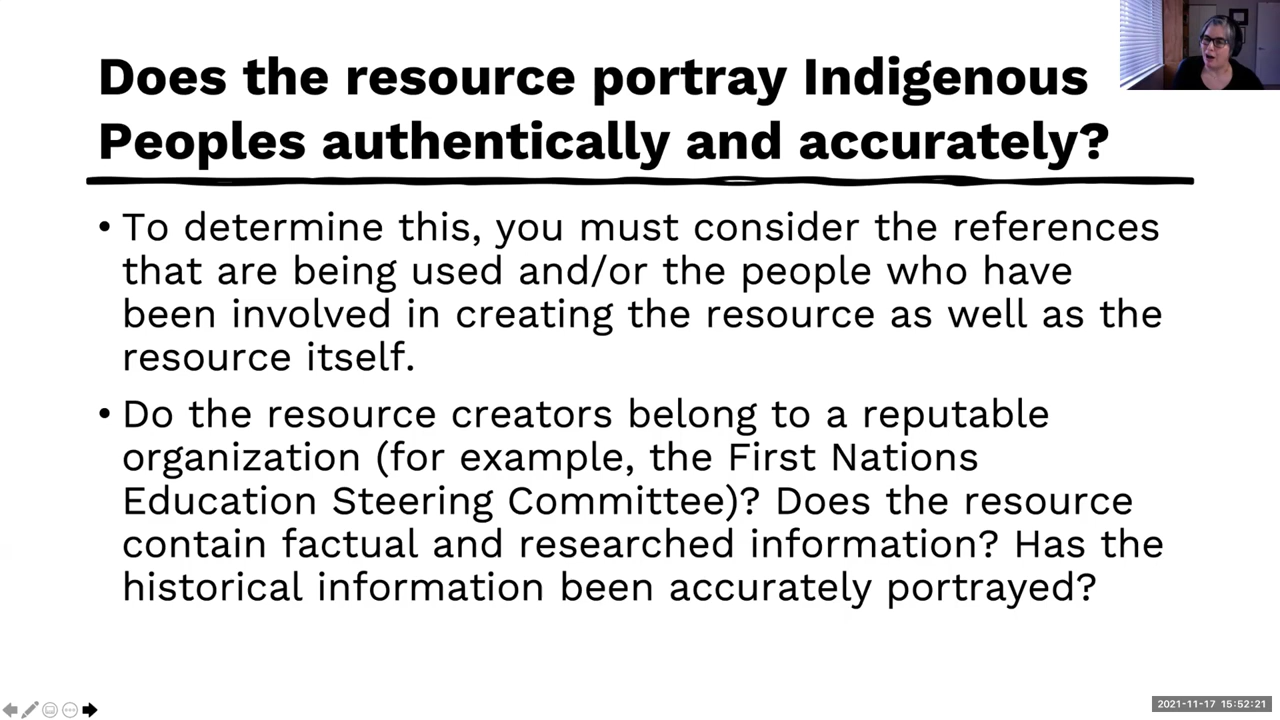 Does the resource portray Indigenous
Peoples authentically and accurately?
• To determine this, you must consider the references
that are being used and/or the people who have
been involved in creating the resource as well as the
resource itself.
• Do the resource creators belong to a reputable
organization (for example, the First Nations
Education Steering Committee)? Does the resource
contain factual and researched information? Has the
historical information been accurately portrayed?
2021-11-17 15:52:21